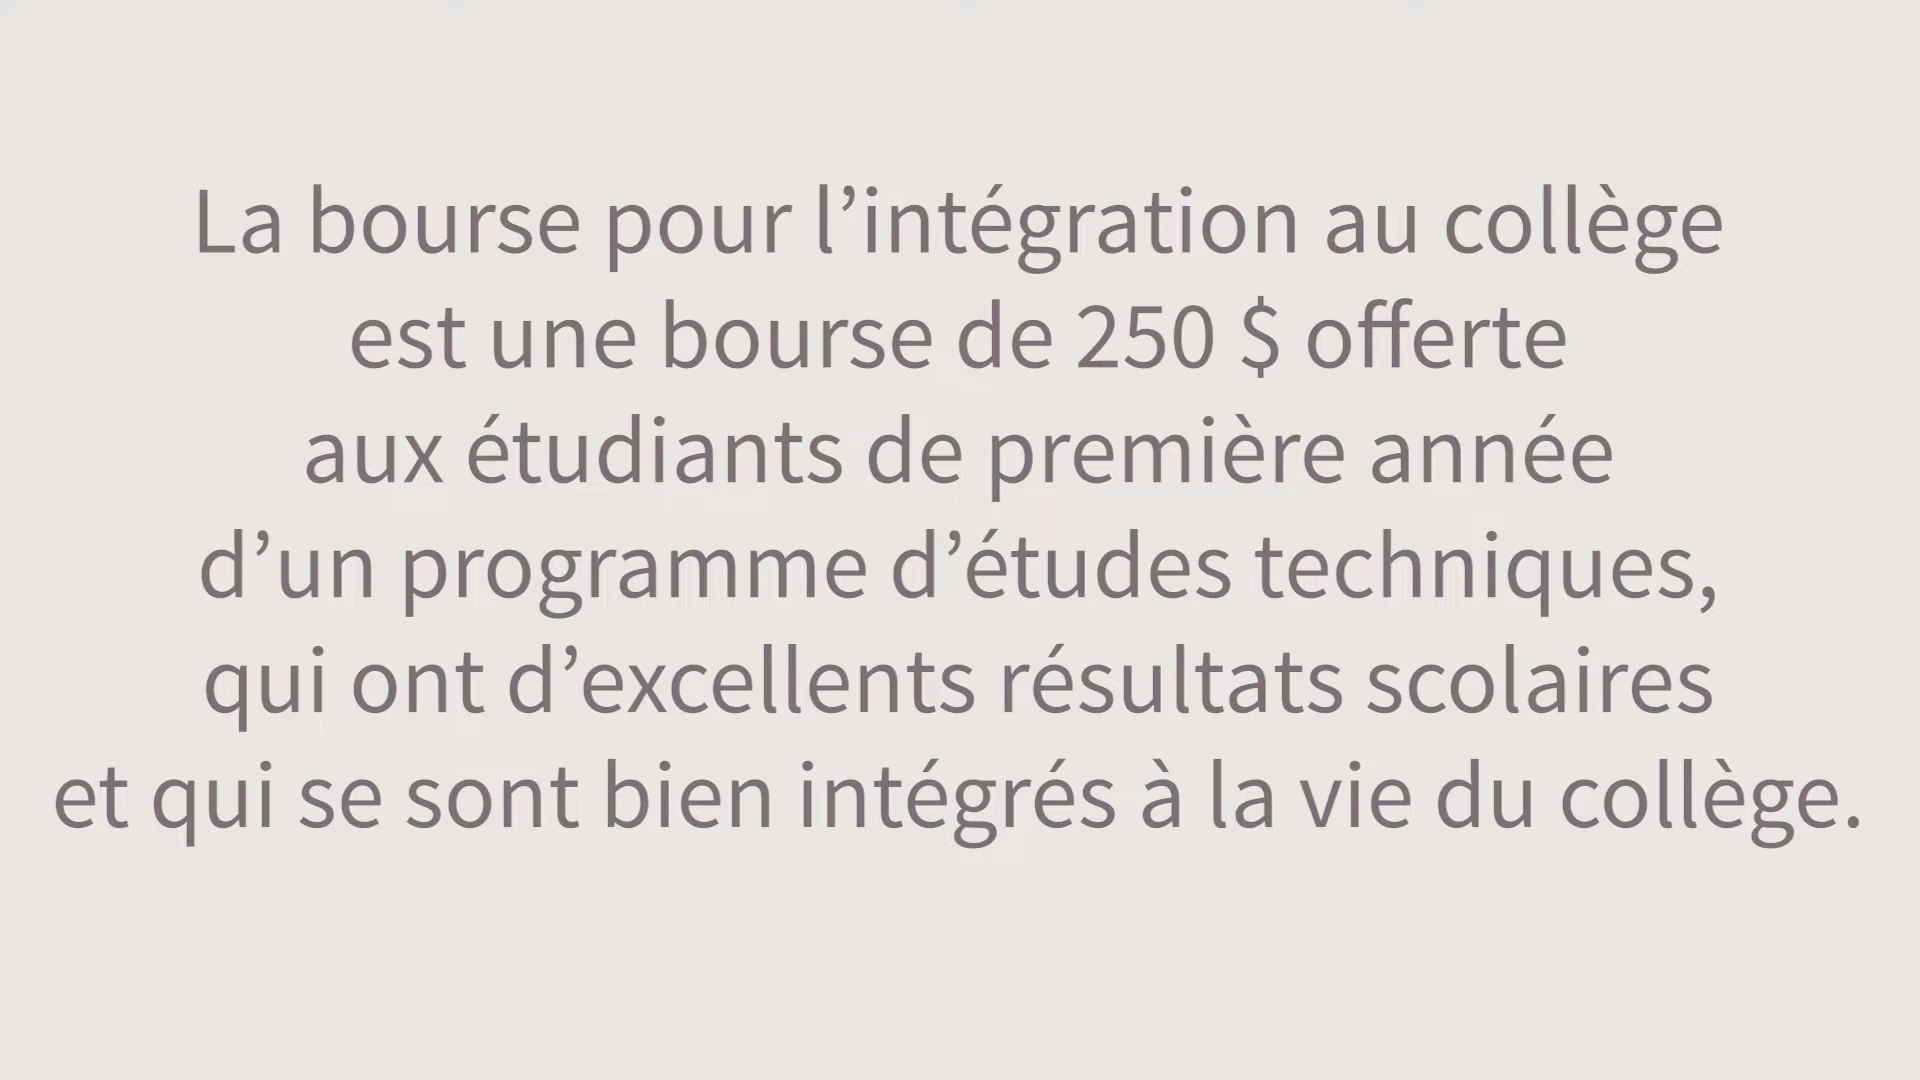 La bourse pour l’intégration au collège
est une bourse de 250 $ offerte
aux étudiants de première année
d’un programme d’études techniques,
qui ont d’excellents résultats scolaires
et qui se sont bien intégrés à la vie du collège.